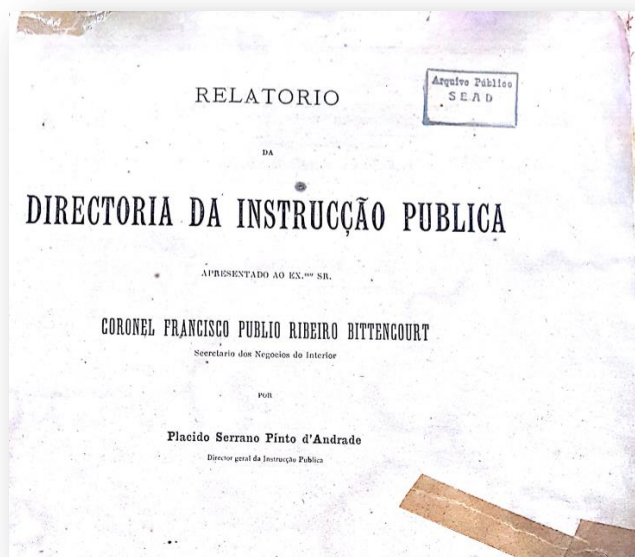 RELATORIO
Arquivo Público
SEAD
DA
DIRECTORIA DA INSTRUCÇÃO PUBLICA
APRESENTADO AO EX.ᵐᵒ SR.
CORONEL FRANCISCO PUBLIO RIBEIRO BITTENCOURT
Secretario dos Negocios do Interior
POR
Placido Serrano Pinto d'Andrade
Director geral da Instrucção Publica